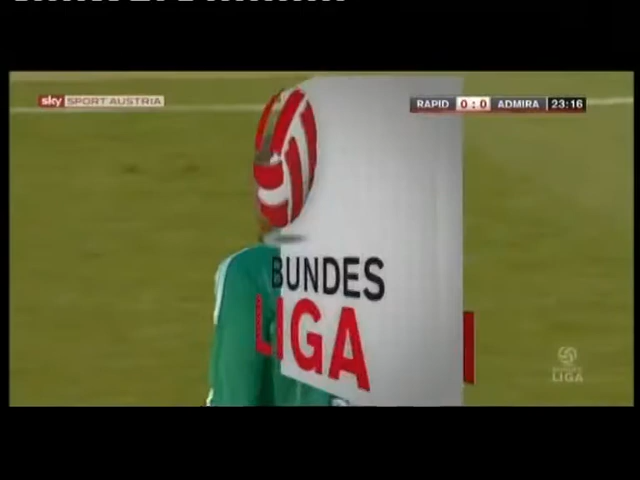 sky SPORT AUSTRIA
RAPID 0:0 ADMIRA 23:16
BUNDES
LIGA
LIGA